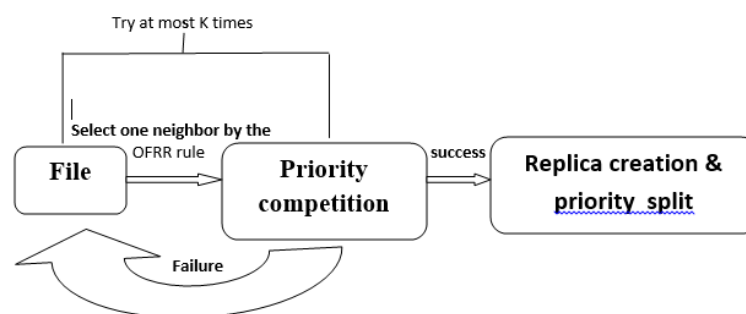 Try at most K times
Select one neighbor by the
OFRR rule
File
Priority
competition
success
Replica creation &
priority split
Failure